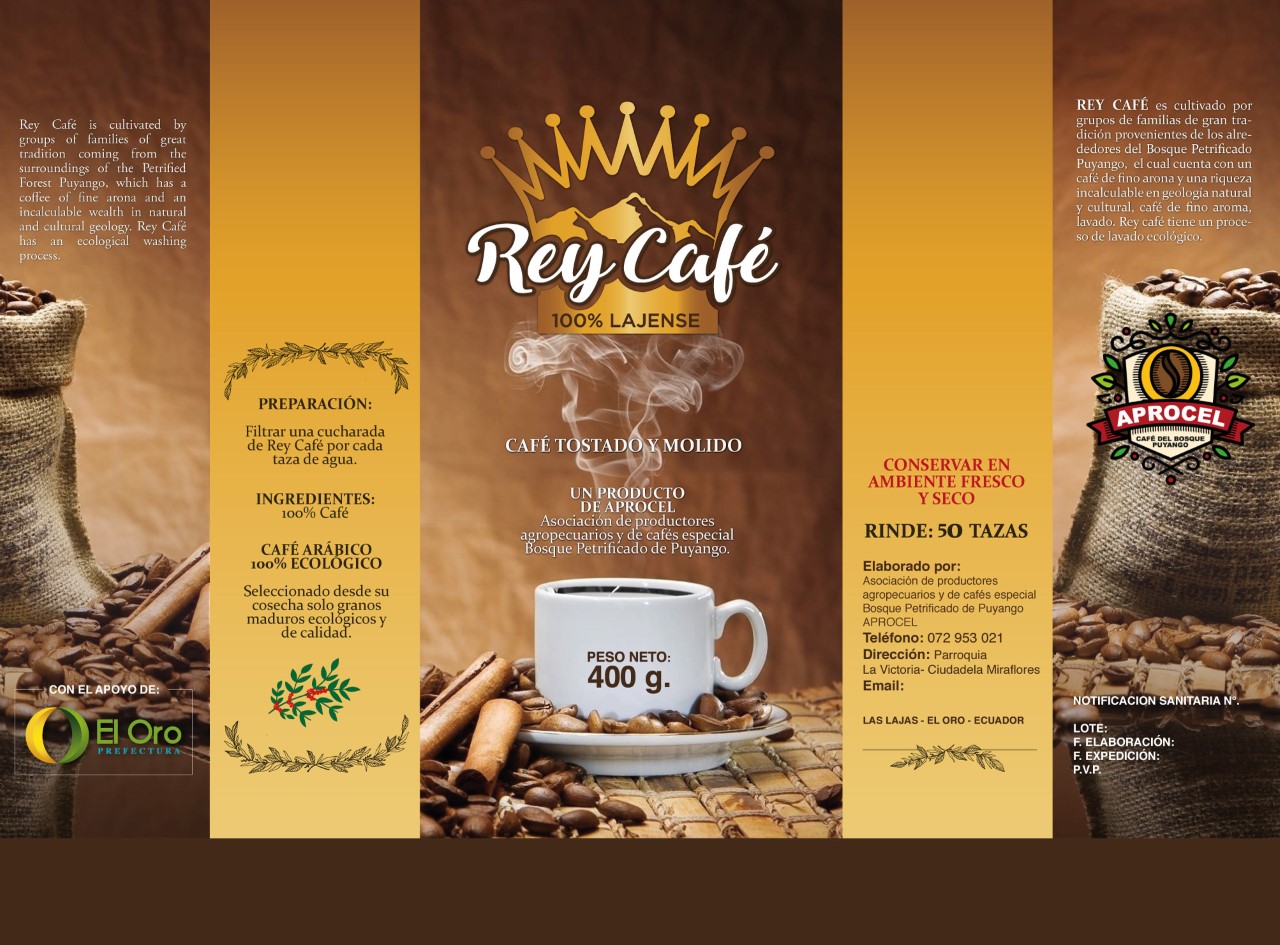 Rey Café is cultivated by
groups of families of great
tradition coming from the
surroundings of the Petrified
Forest Puyango, which has a
coffee of fine arona and an
incalculable wealth in natural
and cultural geology. Rey Café
has an ecological washing
process.
CON EL APOYO DE:
El Oro
PREFECTURA
PREPARACIÓN:
Filtrar una cucharada
de Rey Café por cada
taza de agua.
INGREDIENTES:
100% Café
CAFÉ ARÁBICO
100% ECOLÓGICO
Seleccionado desde su
cosecha solo granos
maduros ecológicos y
de calidad.
Rey Café
100% LAJENSE
CAFÉ TOSTADO Y MOLIDO
UN PRODUCTO
DE APROCEL
Asociación de productores
agropecuarios y de cafés especial
Bosque Petrificado de Puyango.
PESO NETO:
400 g.
CONSERVAR EN
AMBIENTE FRESCO
Y SECO
RINDE: 50 TAZAS
Elaborado por:
Asociación de productores
agropecuarios y de cafés especial
Bosque Petrificado de Puyango
APROCEL
Teléfono: 072 953 021
Dirección: Parroquia
La Victoria- Ciudadela Miraflores
Email:
LAS LAJAS - EL ORO - ECUADOR
REY CAFÉ es cultivado por
grupos de familias de gran tra-
dición provenientes de los alre-
dedores del Bosque Petrificado
Puyango, el cual cuenta con un
café de fino arona y una riqueza
incalculable en geología natural
y cultural, café de fino aroma,
lavado. Rey café tiene un proce-
so de lavado ecológico.
APROCEL
CAFÉ DEL BOSQUE
PUYANGO
NOTIFICACION SANITARIA N°.
LOTE:
F. ELABORACIÓN:
F. EXPEDICIÓN:
P.V.P.